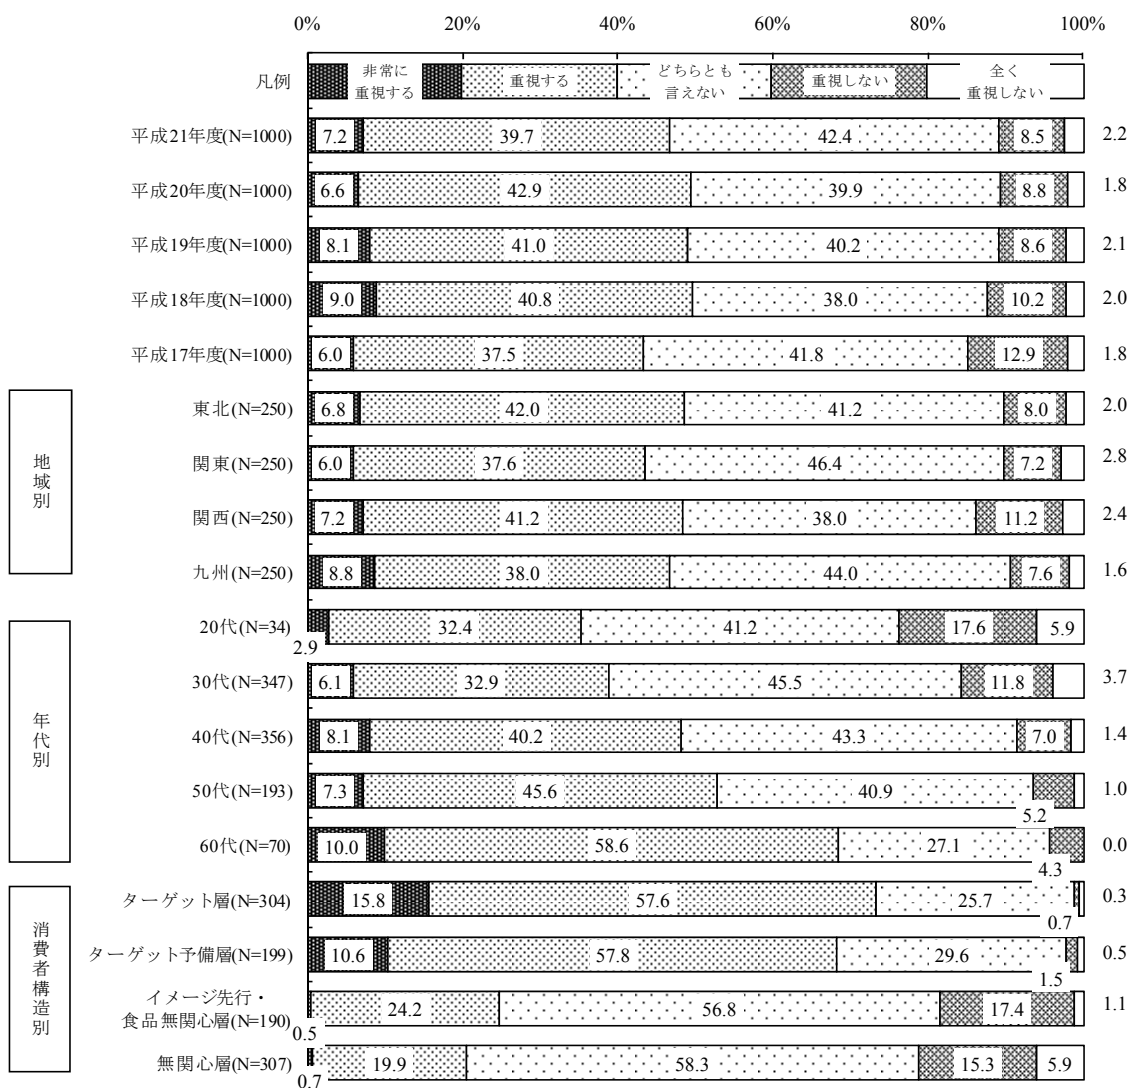 0% 20% 40% 60% 80% 100%
凡例 非常に重視する 重視する どちらとも言えない 重視しない 全く重視しない
平成21年度(N=1000) 7.2 39.7 42.4 8.5 2.2
平成20年度(N=1000) 6.6 42.9 39.9 8.8 1.8
平成19年度(N=1000) 8.1 41.0 40.2 8.6 2.1
平成18年度(N=1000) 9.0 40.8 38.0 10.2 2.0
平成17年度(N=1000) 6.0 37.5 41.8 12.9 1.8
地域別
東北(N=250) 6.8 42.0 41.2 8.0 2.0
関東(N=250) 6.0 37.6 46.4 7.2 2.8
関西(N=250) 7.2 41.2 38.0 11.2 2.4
九州(N=250) 8.8 38.0 44.0 7.6 1.6
年代別
20代(N=34) 2.9 32.4 41.2 17.6 5.9
30代(N=347) 6.1 32.9 45.5 11.8 3.7
40代(N=356) 8.1 40.2 43.3 7.0 1.4
50代(N=193) 7.3 45.6 40.9 5.2 1.0
60代(N=70) 10.0 58.6 27.1 4.3 0.0
消費者構造別
ターゲット層(N=304) 15.8 57.6 25.7 0.7 0.3
ターゲット予備層(N=199) 10.6 57.8 29.6 1.5 0.5
イメージ先行・
食品無関心層(N=190) 0.5 24.2 56.8 17.4 1.1
無関心層(N=307) 0.7 19.9 58.3 15.3 5.9